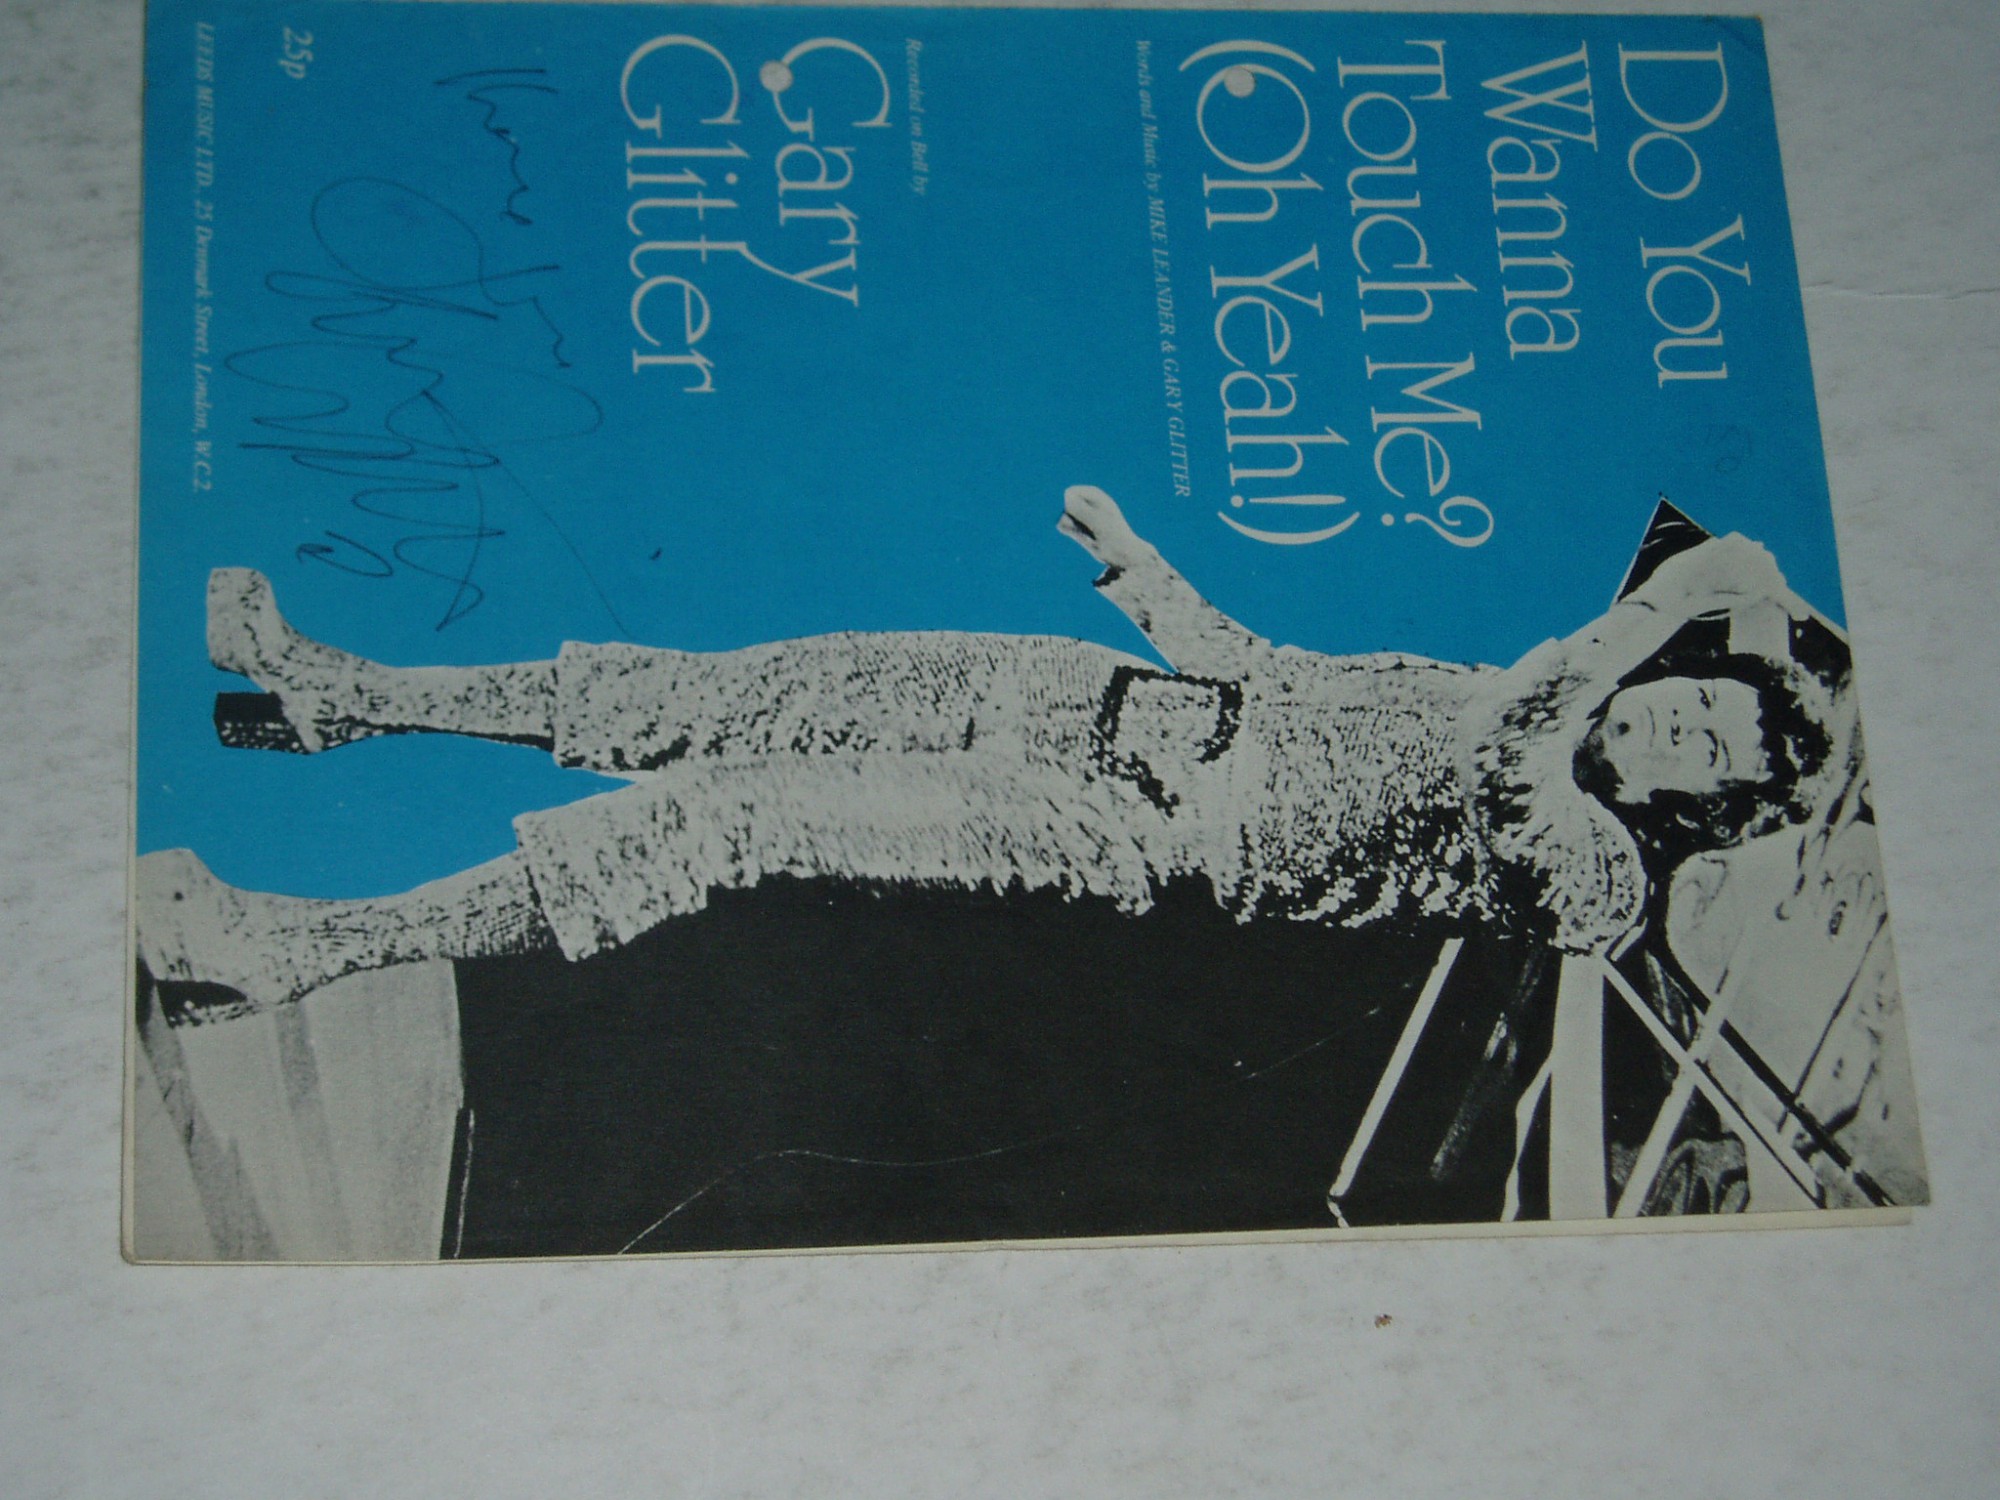 Do You
Wanna
Touch Me?
(Oh Yeah!)
Words and Music by MIKE LEANDER & GARY GLITTER
Recorded on Bell by
Gary
Glitter
25p
LEEDS MUSIC LTD., 25 Denmark Street, London, W.C.2.